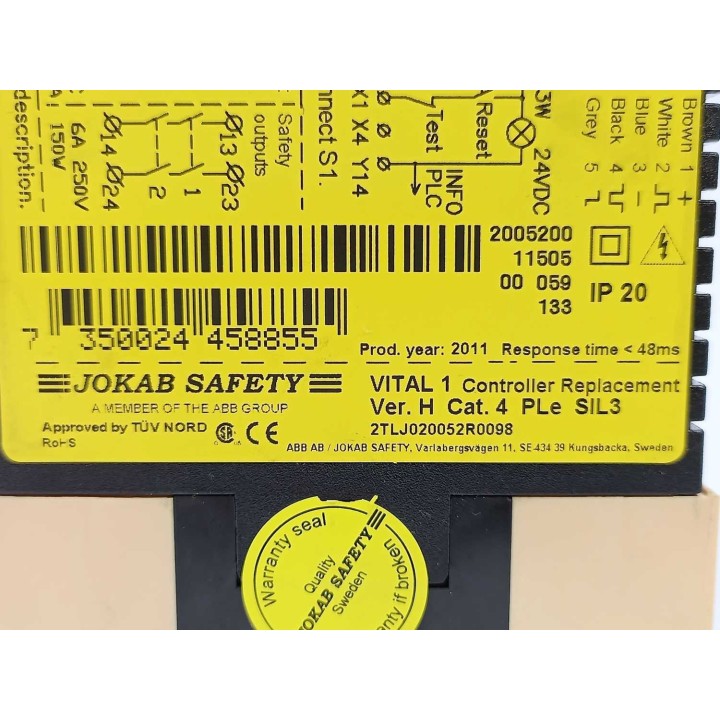 description.
A
150W
C
6A 250V
Ø14 Ø24
2
1
Ø13 Ø23
Safety
outputs
nnect S1.
X1 X4 Y14
Ø Ø Ø
Test
Reset
INFO
PLC
3W
24VDC
Brown 1 +
White 2
Blue 3 -
Black 4
Grey 5
2005200
11505
00 059
133
IP 20
7 350024 458855
Prod. year: 2011 Response time < 48ms
JOKAB SAFETY
A MEMBER OF THE ABB GROUP
Approved by TÜV NORD
RoHS
VITAL 1 Controller Replacement
Ver. H Cat. 4 PLe SIL3
2TLJ020052R0098
ABB AB / JOKAB SAFETY, Varlabergsvägen 11, SE-434 39 Kungsbacka, Sweden
Warranty seal
Quality
JOKAB SAFETY
Sweden
CE
OKAB SAFETY
nty if broken